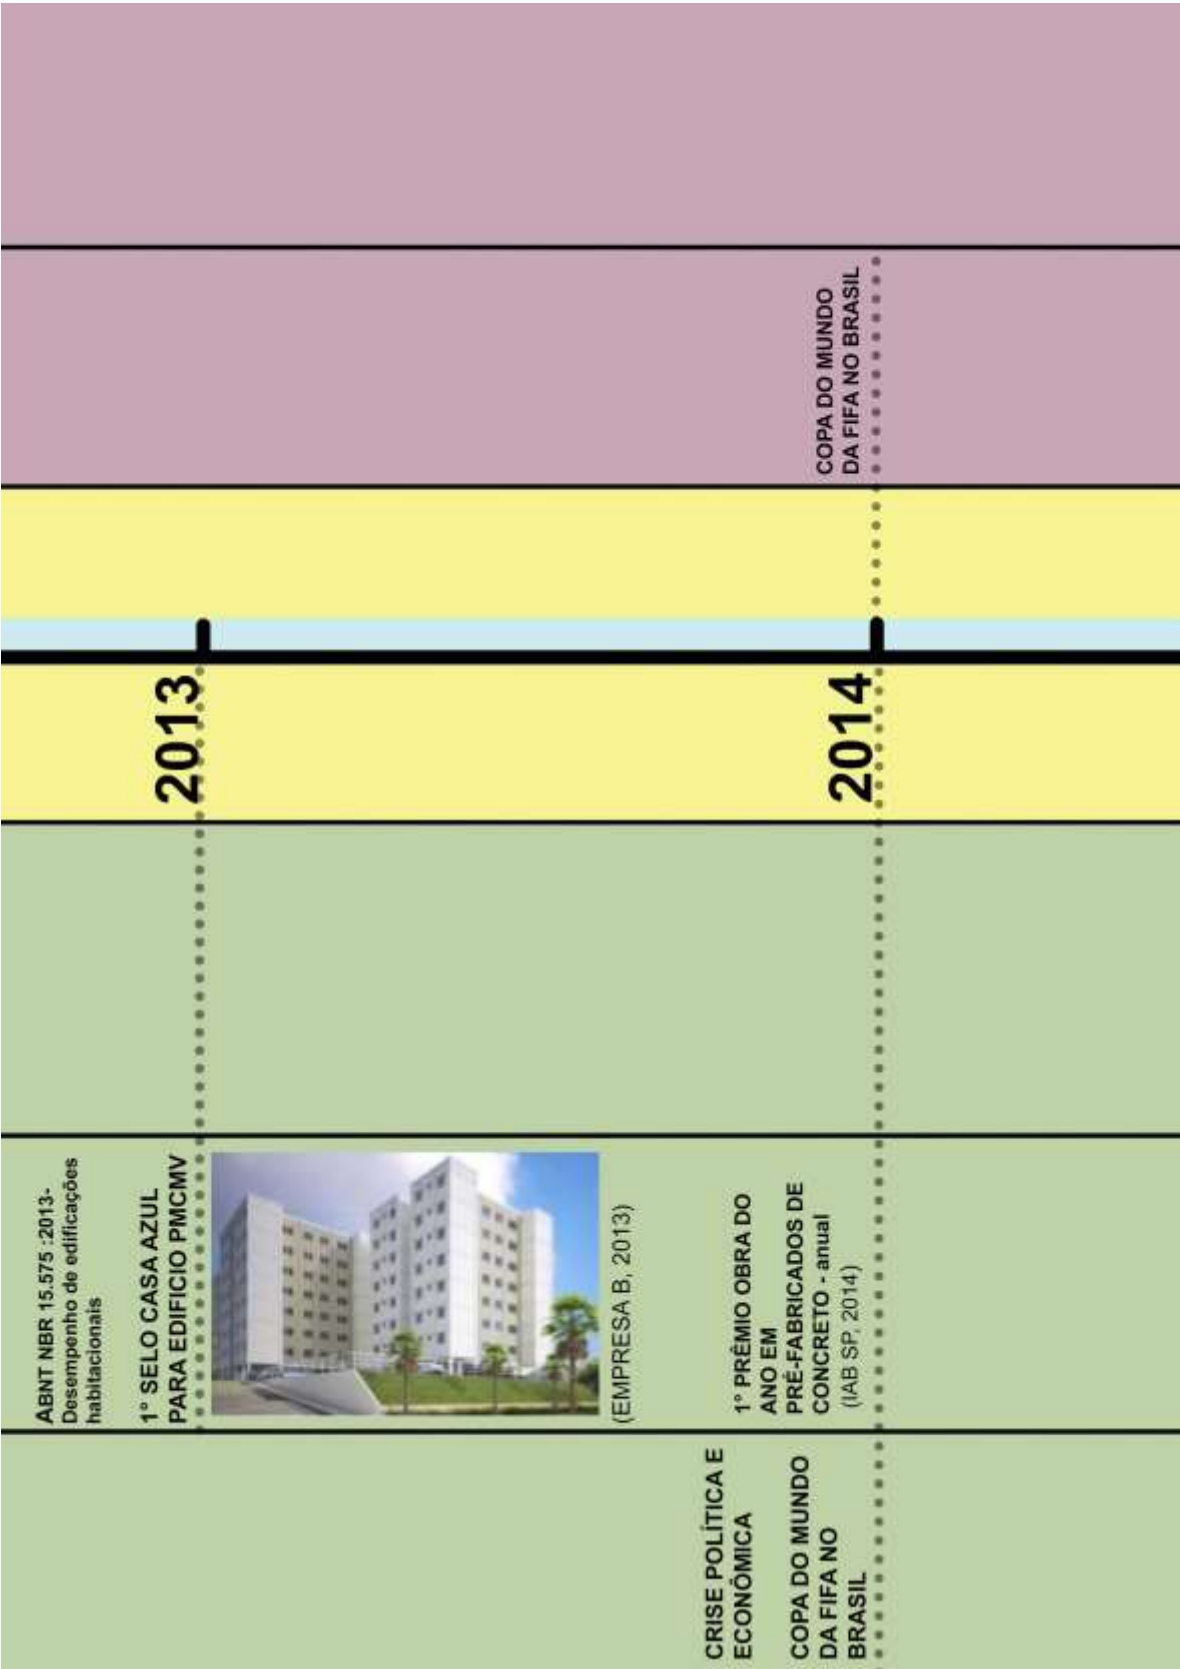 COPA DO MUNDO
DA FIFA NO BRASIL
2013
2014
ABNT NBR 15.575 :2013-
Desempenho de edificações
habitacionais
1° SELO CASA AZUL
PARA EDIFICIO PMCMV
(EMPRESA B, 2013)
1° PRÊMIO OBRA DO
ANO EM
PRÉ-FABRICADOS DE
CONCRETO - anual
(IAB SP, 2014)
CRISE POLÍTICA E
ECONÔMICA
COPA DO MUNDO
DA FIFA NO
BRASIL